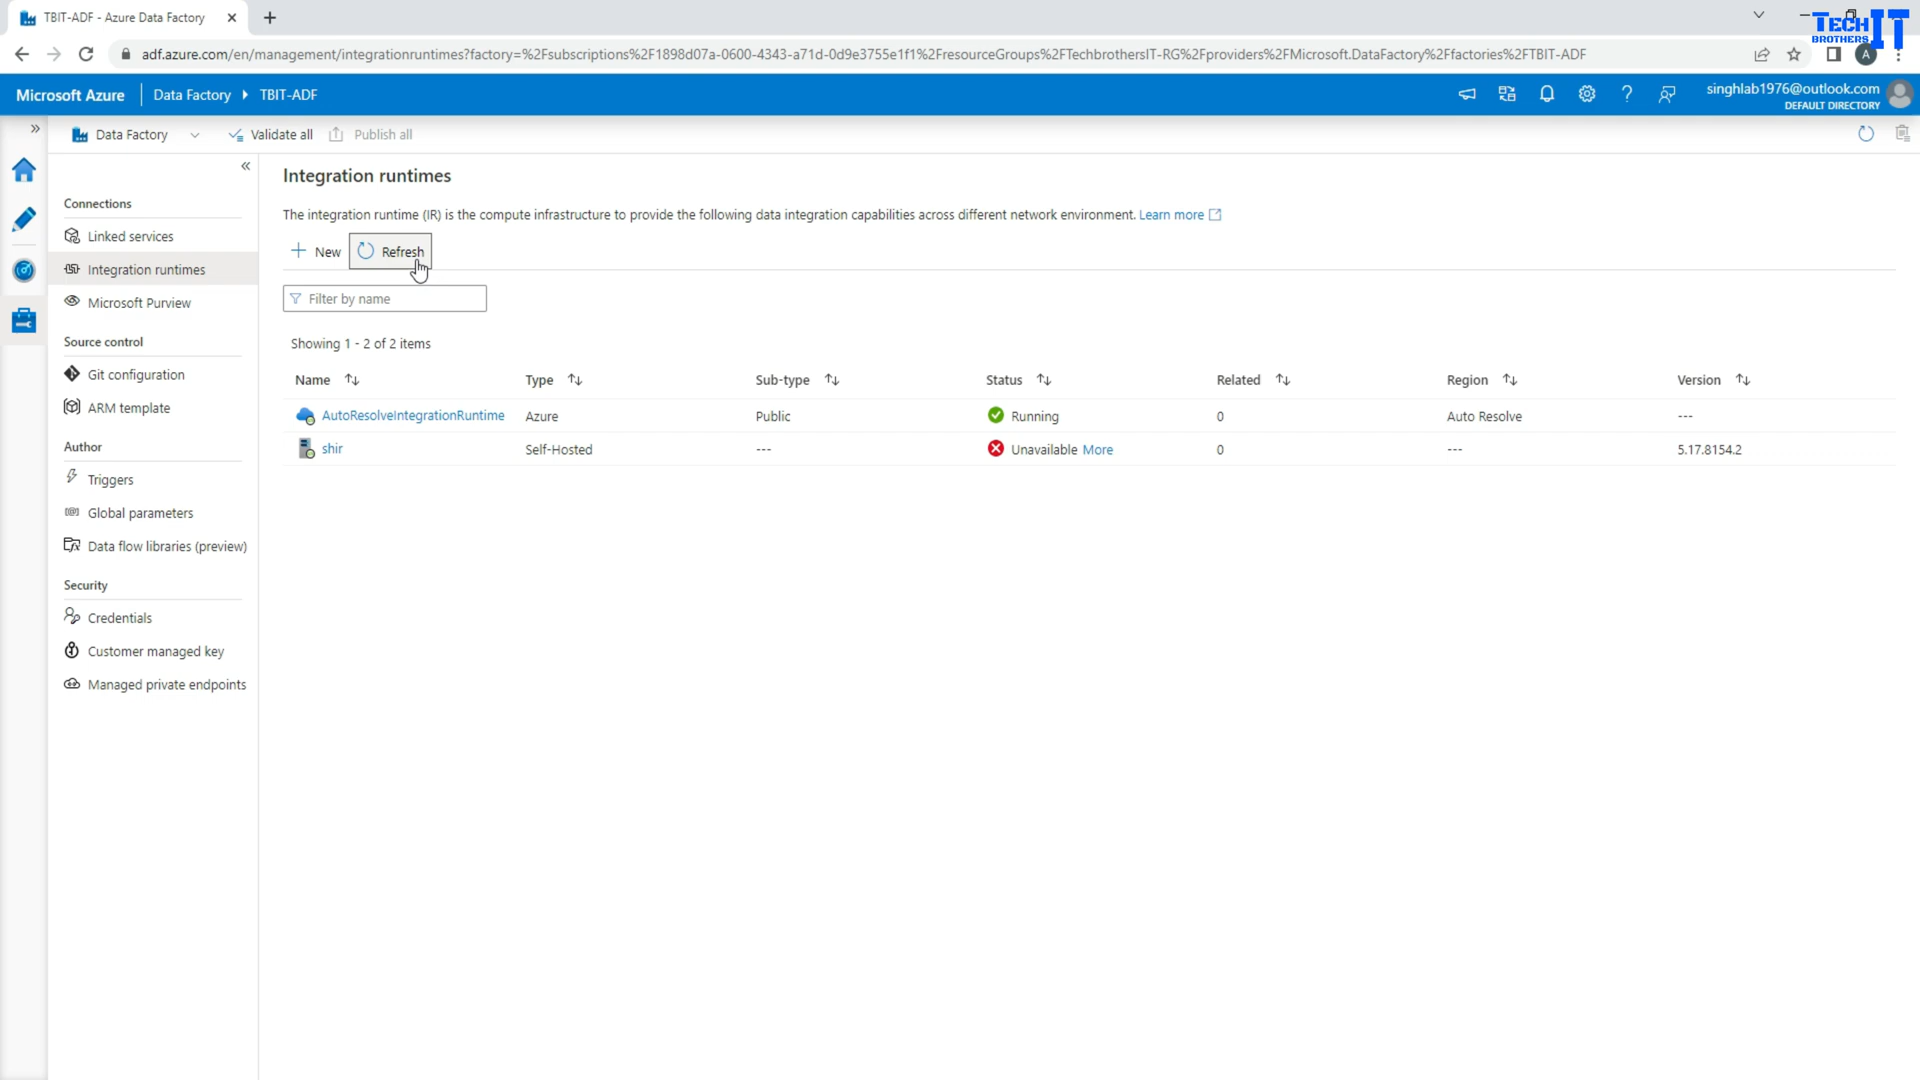 TBIT-ADF - Azure Data Factory
TECH IT
BROTHERS
adf.azure.com/en/management/integrationruntimes?factory=%2Fsubscriptions%2F1898d07a-0600-4343-a71d-0d9e3755e1f1%2FresourceGroups%2FTechbrothersIT-RG%2Fproviders%2FMicrosoft.DataFactory%2Ffactories%2FTBIT-ADF
A
Microsoft Azure
Data Factory
TBIT-ADF
singhlab1976@outlook.com
DEFAULT DIRECTORY
Data Factory
Validate all
Publish all
Connections
Linked services
Integration runtimes
Microsoft Purview
Source control
Git configuration
ARM template
Author
Triggers
Global parameters
Data flow libraries (preview)
Security
Credentials
Customer managed key
Managed private endpoints
Integration runtimes
The integration runtime (IR) is the compute infrastructure to provide the following data integration capabilities across different network environment. Learn more
New
Refresh
Filter by name
Showing 1 - 2 of 2 items
Name Type Sub-type Status Related Region Version
AutoResolveIntegrationRuntime Azure Public Running 0 Auto Resolve ---
shir Self-Hosted --- Unavailable More 0 --- 5.17.8154.2